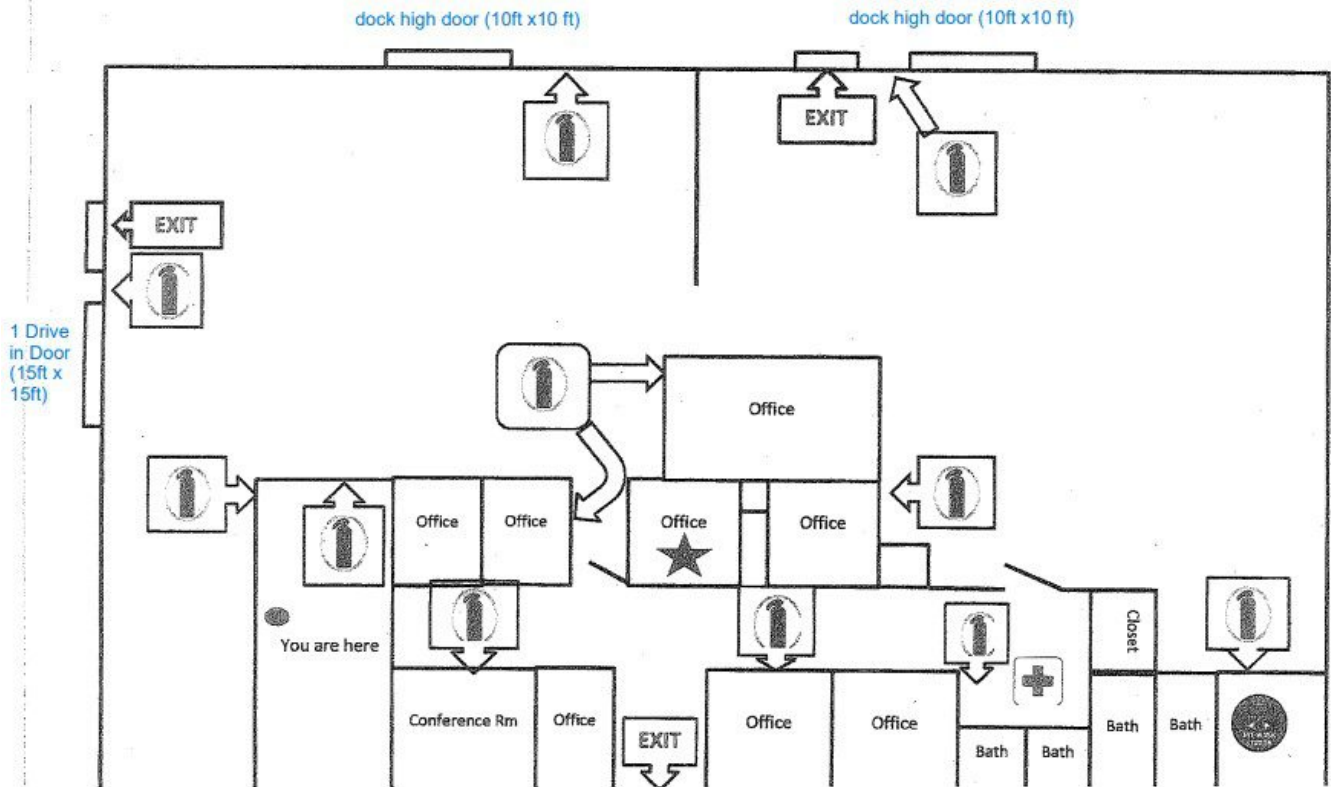 dock high door (10ft x10 ft)
dock high door (10ft x10 ft)
EXIT
EXIT
1 Drive
in Door
(15ft x
15ft)
Office
Office
Office
Office
Office
You are here
Closet
Conference Rm
Office
EXIT
Office
Office
Bath
Bath
Bath
Bath